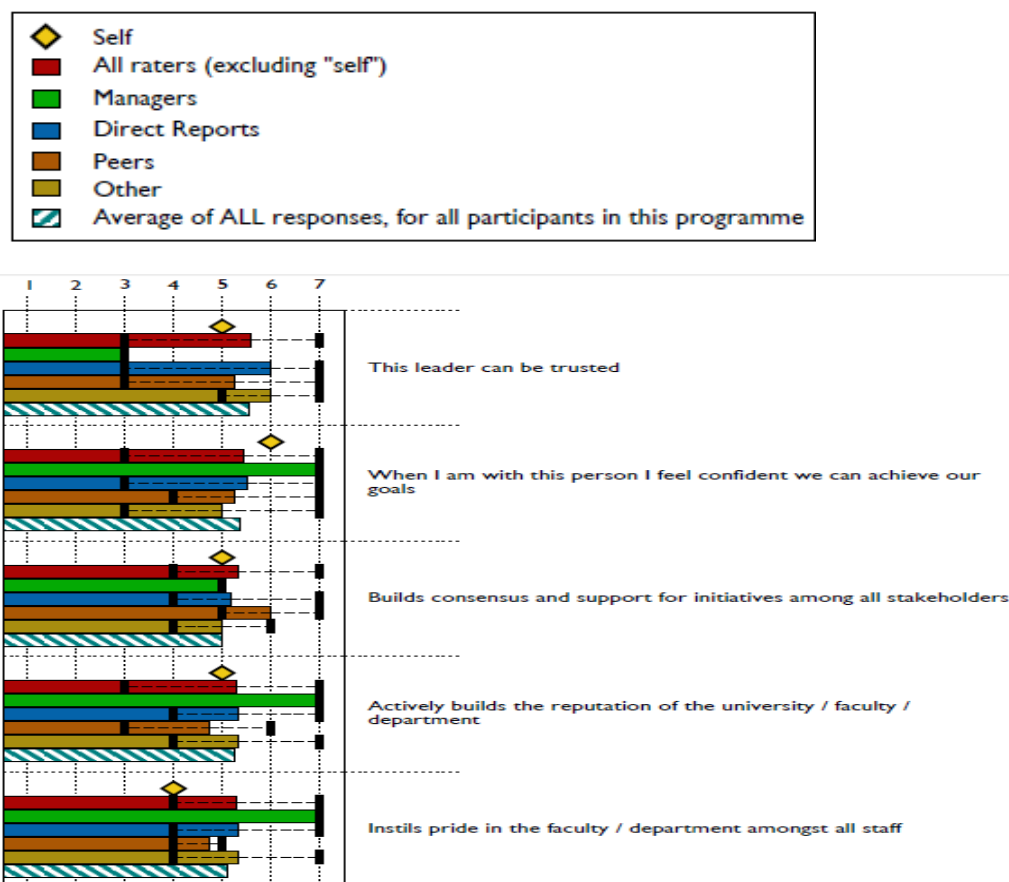 Self
All raters (excluding "self")
Managers
Direct Reports
Peers
Other
Average of ALL responses, for all participants in this programme
1 2 3 4 5 6 7
This leader can be trusted
When I am with this person I feel confident we can achieve our
goals
Builds consensus and support for initiatives among all stakeholders
Actively builds the reputation of the university / faculty /
department
Instils pride in the faculty / department amongst all staff